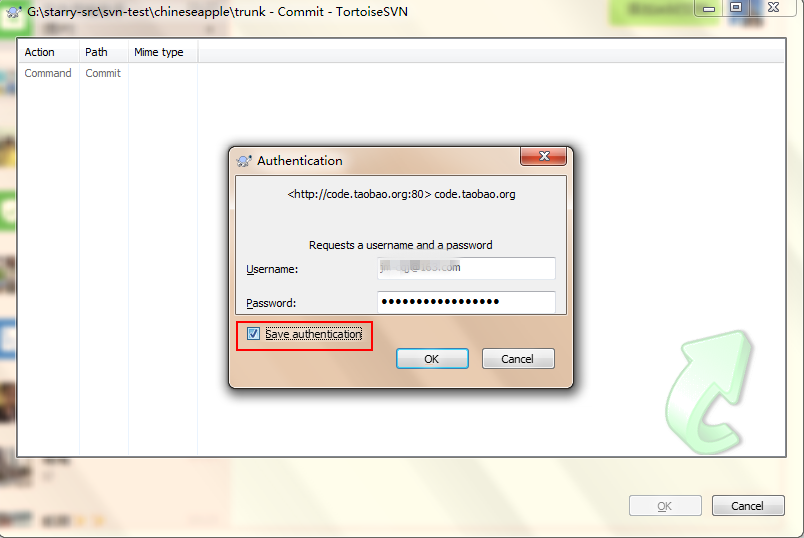 G:\starry-src\svn-test\chineseapple\trunk - Commit - TortoiseSVN
Action Path Mime type
Command Commit
Authentication
<http://code.taobao.org:80> code.taobao.org
Requests a username and a password
Username:
Password: •••••••••••••••••
Save authentication
OK Cancel
OK Cancel